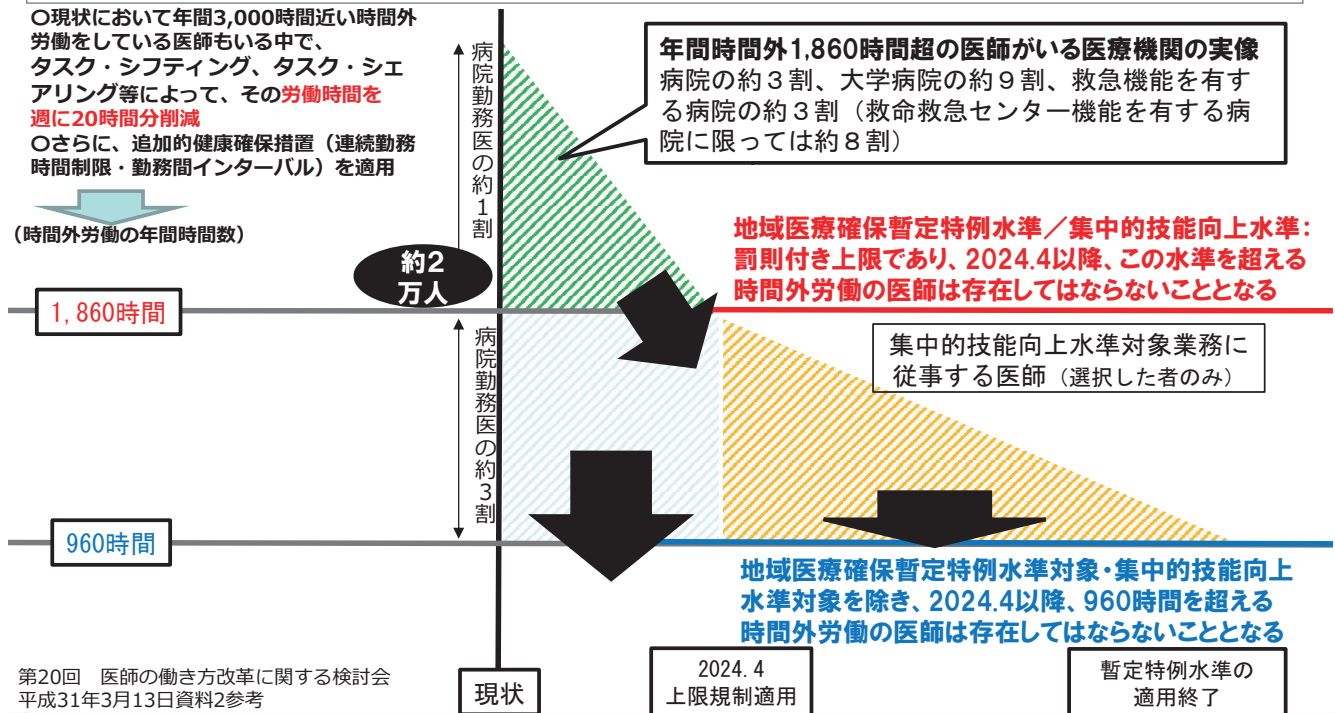 〇現状において年間3,000時間近い時間外
労働をしている医師もいる中で、
タスク・シフティング、タスク・シェ
アリング等によって、その労働時間を
週に20時間分削減
〇さらに、追加的健康確保措置（連続勤務
時間制限・勤務間インターバル）を適用
（時間外労働の年間時間数）
病院勤務医の約1割
年間時間外1,860時間超の医師がいる医療機関の実像
病院の約３割、大学病院の約９割、救急機能を有す
る病院の約３割（救命救急センター機能を有する病
院に限っては約８割）
約2
万人
地域医療確保暫定特例水準／集中的技能向上水準：
罰則付き上限であり、2024.4以降、この水準を超える
時間外労働の医師は存在してはならないこととなる
1,860時間
病院勤務医の約3割
集中的技能向上水準対象業務に
従事する医師（選択した者のみ）
960時間
地域医療確保暫定特例水準対象・集中的技能向上
水準対象を除き、2024.4以降、960時間を超える
時間外労働の医師は存在してはならないこととなる
第20回　医師の働き方改革に関する検討会
平成31年3月13日資料2参考
現状
2024.4
上限規制適用
暫定特例水準の
適用終了